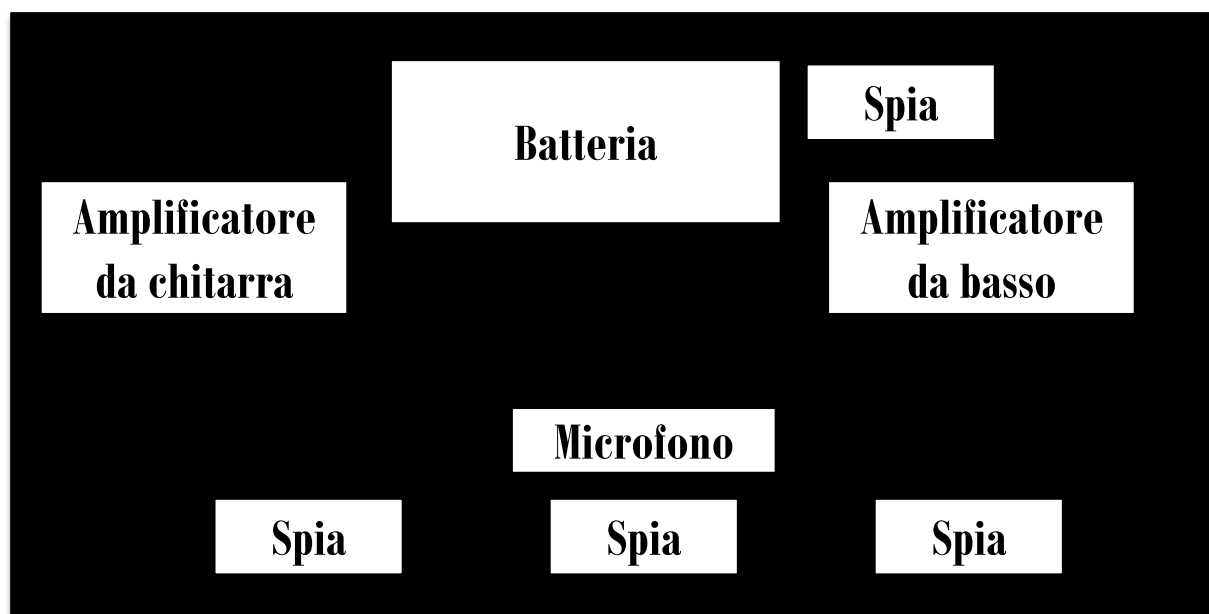 Batteria
Spia
Amplificatore
da chitarra
Amplificatore
da basso
Microfono
Spia
Spia
Spia